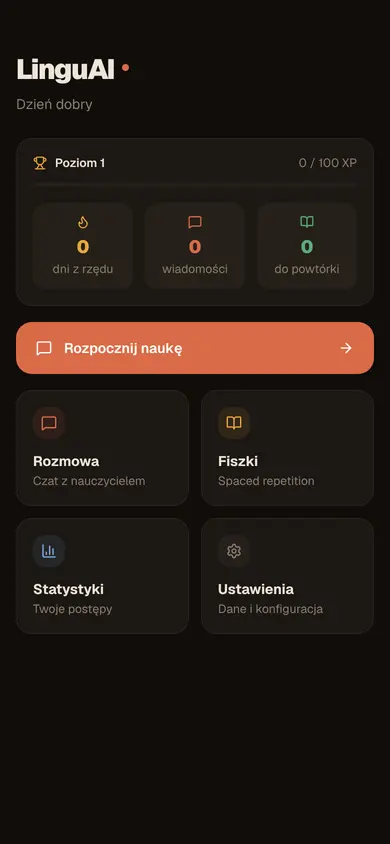 LinguAI
Dzień dobry
Poziom 1
0 / 100 XP
0
dni z rzędu
0
wiadomości
0
do powtórki
Rozpocznij naukę
Rozmowa
Czat z nauczycielem
Fiszki
Spaced repetition
Statystyki
Twoje postępy
Ustawienia
Dane i konfiguracja